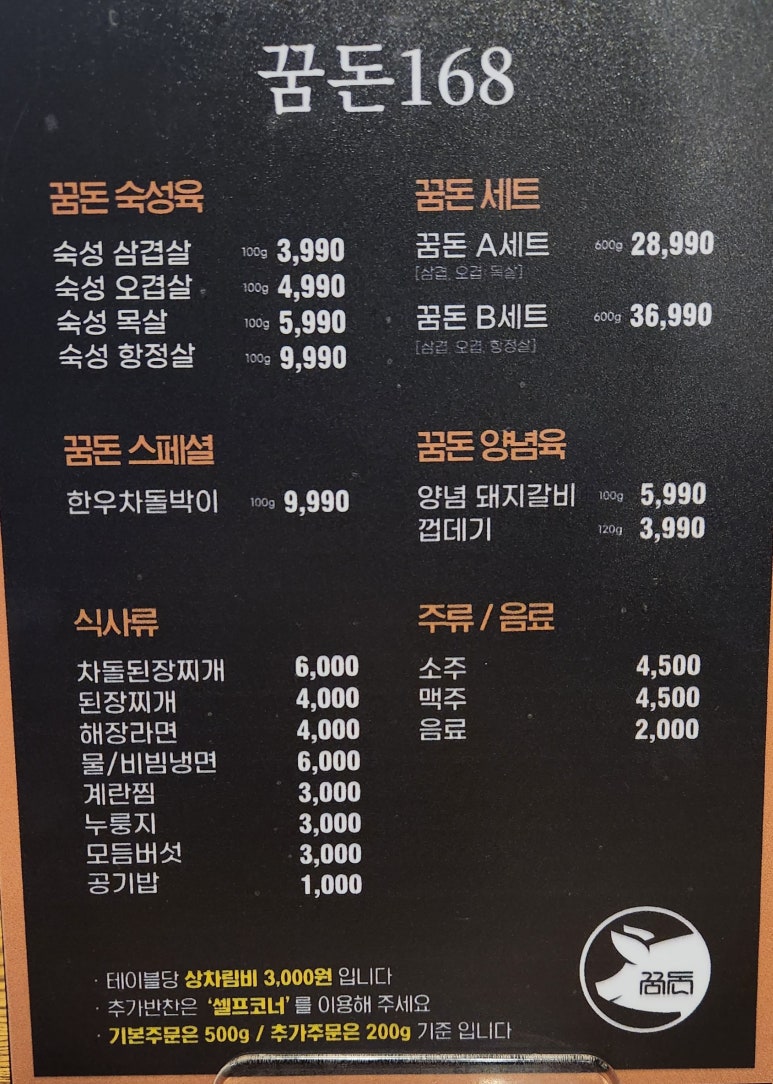 꿈돈168
꿈돈 숙성육
숙성 삼겹살 100g 3,990
숙성 오겹살 100g 4,990
숙성 목살 100g 5,990
숙성 항정살 100g 9,990
꿈돈 세트
꿈돈 A세트 600g 28,990
[삼겹 오겹 목살]
꿈돈 B세트 600g 36,990
[삼겹 오겹 항정살]
꿈돈 스페셜
한우차돌박이 100g 9,990
꿈돈 양념육
양념 돼지갈비 100g 5,990
껍데기 120g 3,990
식사류
차돌된장찌개 6,000
된장찌개 4,000
해장라면 4,000
물/비빔냉면 6,000
계란찜 3,000
누룽지 3,000
모듬버섯 3,000
공기밥 1,000
주류 / 음료
소주 4,500
맥주 4,500
음료 2,000
· 테이블당 상차림비 3,000원 입니다
· 추가반찬은 '셀프코너' 를 이용해 주세요
· 기본주문은 500g / 추가주문은 200g 기준 입니다
꿈돈